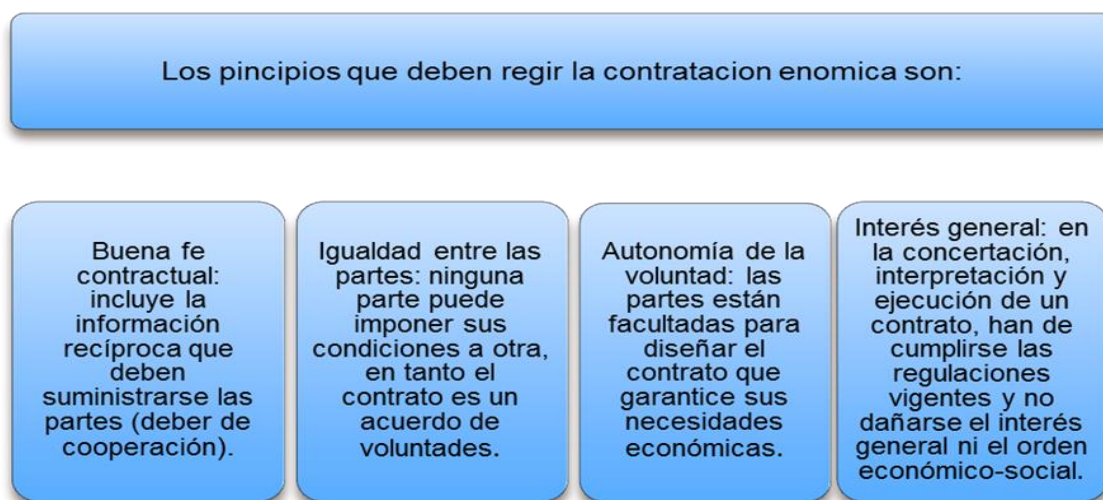 Los pincipios que deben regir la contratacion enomica son:
Buena fe
contractual:
incluye la
información
recíproca que
deben
suministrarse las
partes (deber de
cooperación).
Igualdad entre las
partes: ninguna
parte puede
imponer sus
condiciones a otra,
en tanto el
contrato es un
acuerdo de
voluntades.
Autonomía de la
voluntad: las
partes están
facultadas para
diseñar el
contrato que
garantice sus
necesidades
económicas.
Interés general: en
la concertación,
interpretación y
ejecución de un
contrato, han de
cumplirse las
regulaciones
vigentes y no
dañarse el interés
general ni el orden
económico-social.